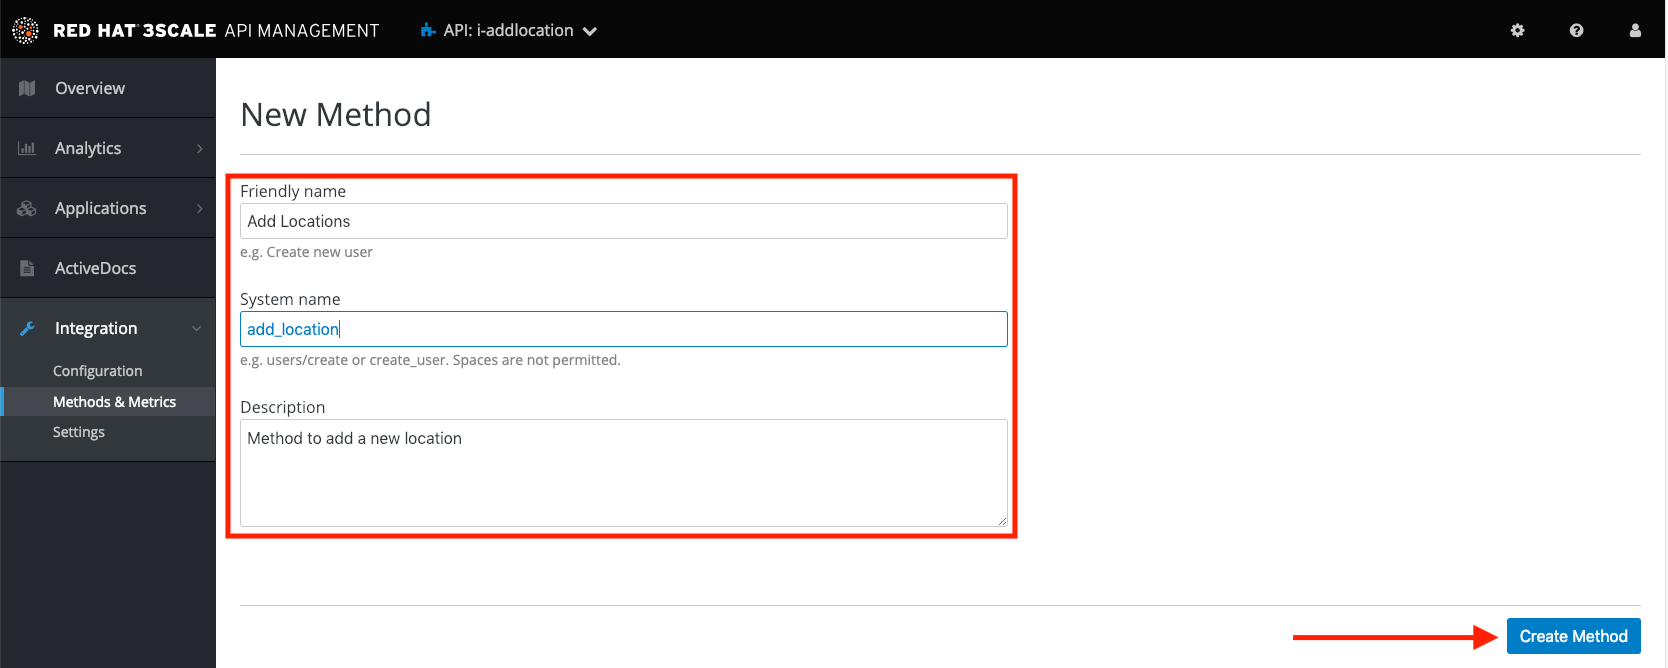 RED HAT 3SCALE API MANAGEMENT
API: i-addlocation
Overview
Analytics
Applications
ActiveDocs
Integration
Configuration
Methods & Metrics
Settings
New Method
Friendly name
Add Locations
e.g. Create new user
System name
add_location
e.g. users/create or create_user. Spaces are not permitted.
Description
Method to add a new location
Create Method